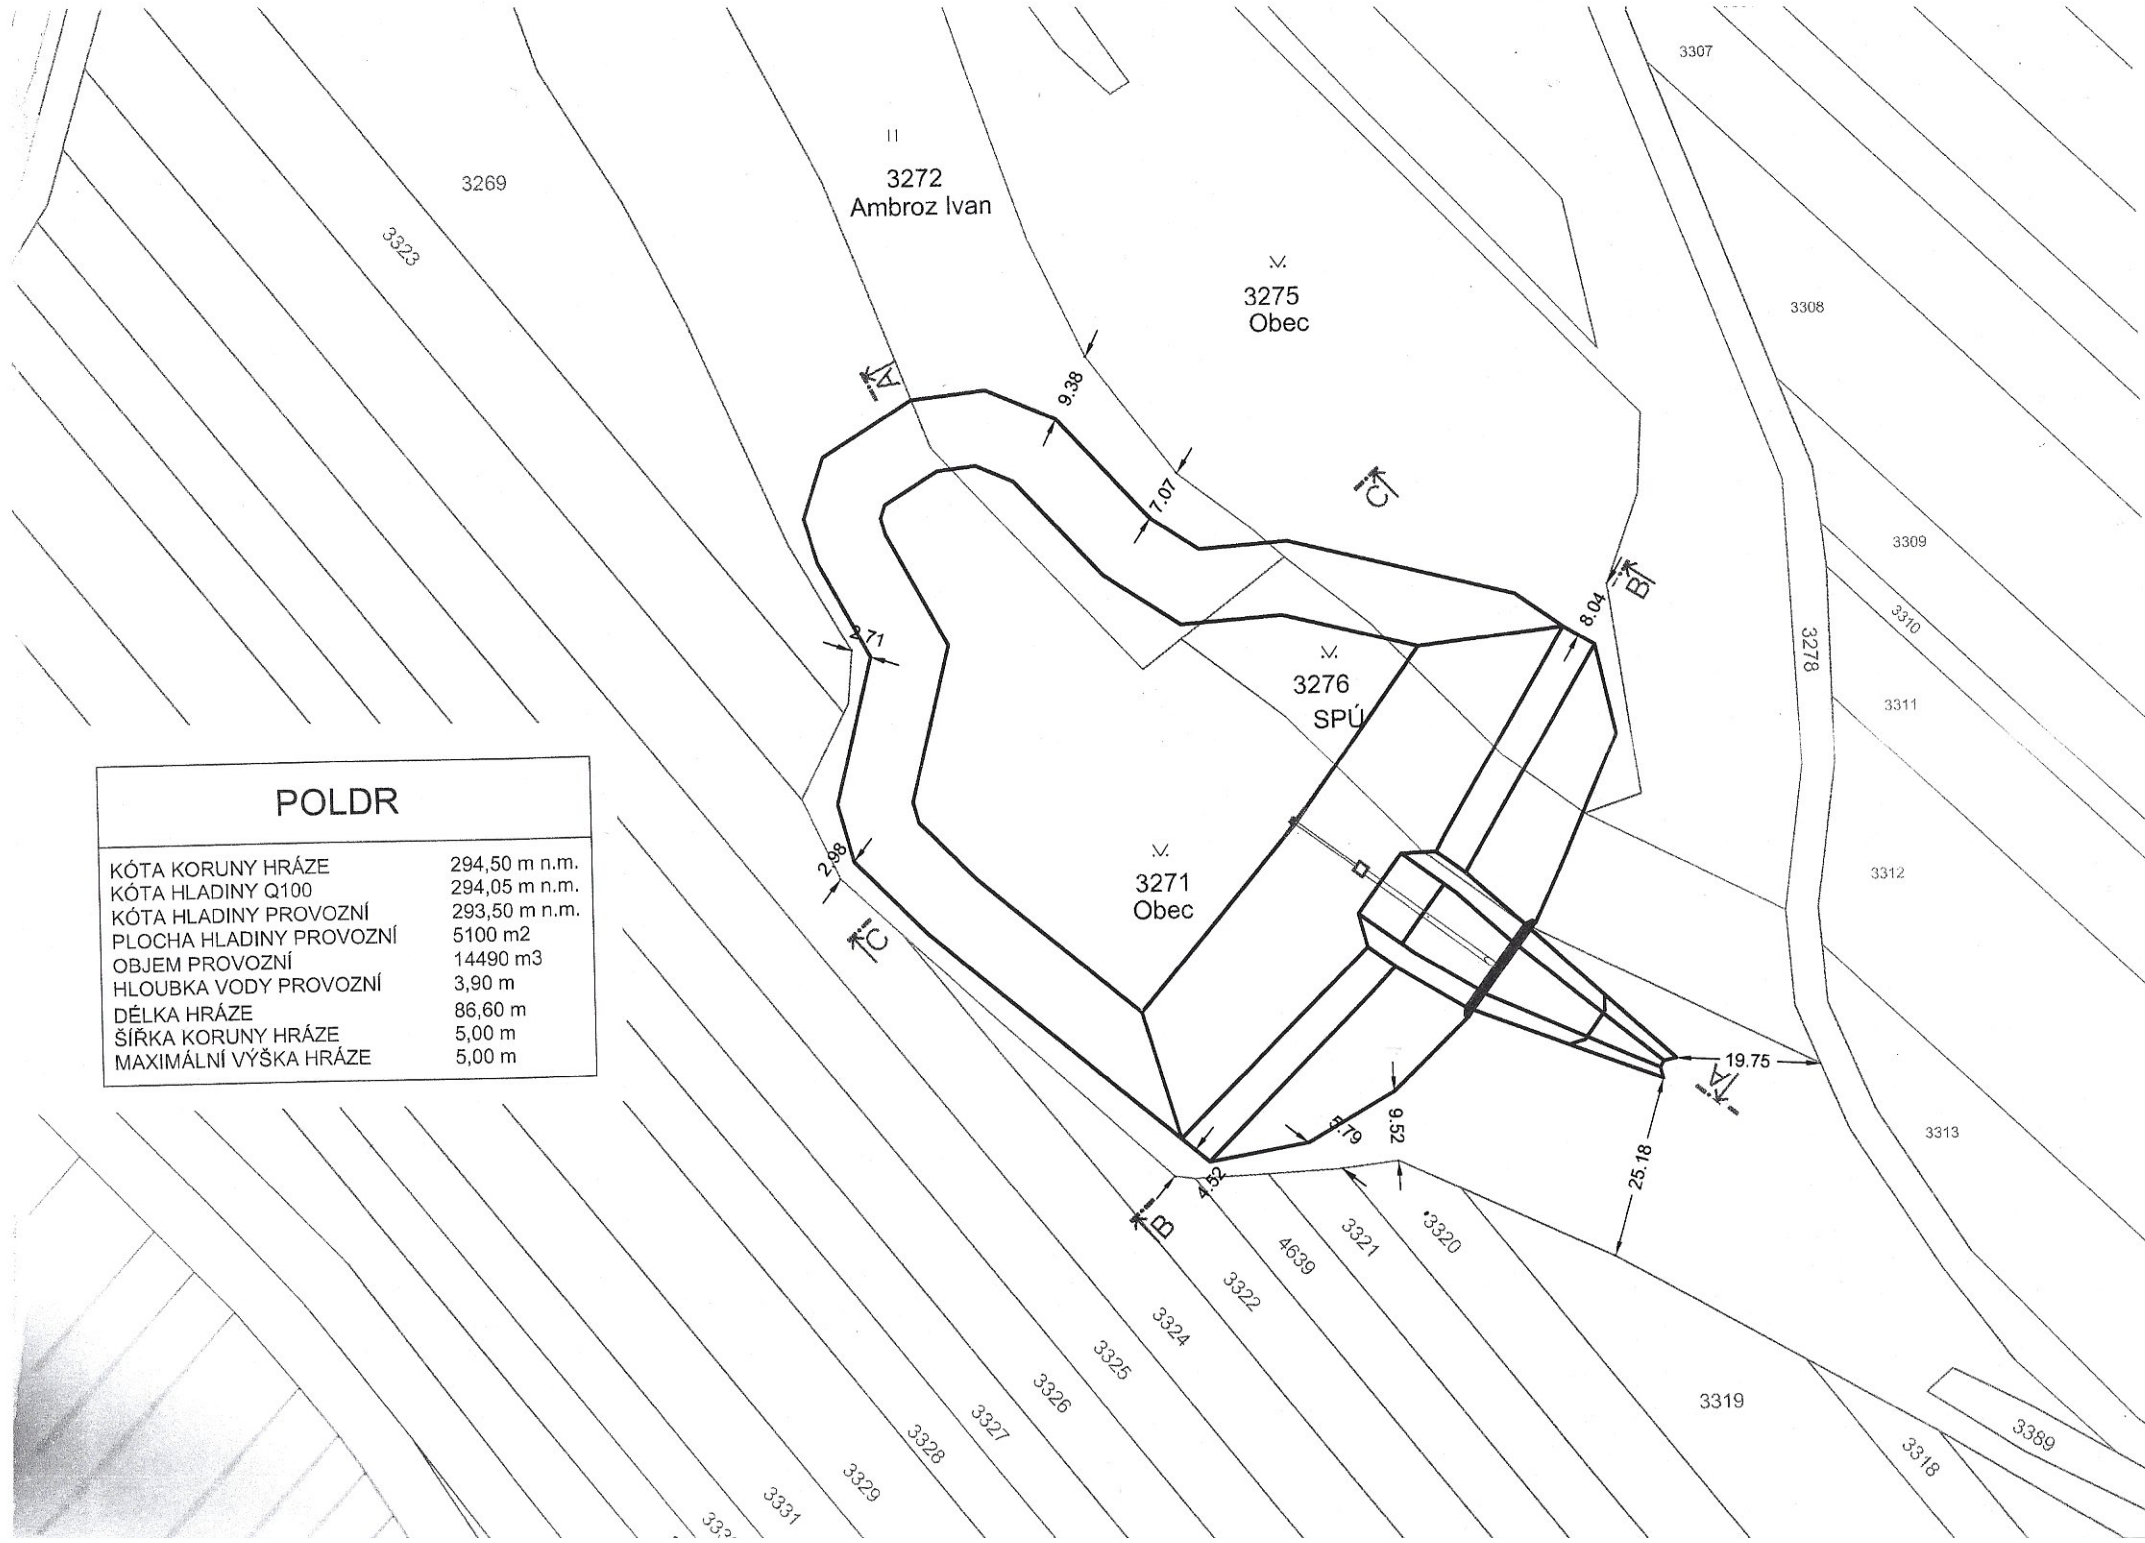 3307
II
3269
3272
Ambroz Ivan
3323
3275
Obec
3308
A
9.38
7.07
C
3309
B
8.04
3310
3278
2.71
3276
SPÚ
3311
POLDR
KÓTA KORUNY HRÁZE 294,50 m n.m.
KÓTA HLADINY Q100 294,05 m n.m.
KÓTA HLADINY PROVOZNÍ 293,50 m n.m.
PLOCHA HLADINY PROVOZNÍ 5100 m2
OBJEM PROVOZNÍ 14490 m3
HLOUBKA VODY PROVOZNÍ 3,90 m
DÉLKA HRÁZE 86,60 m
ŠÍŘKA KORUNY HRÁZE 5,00 m
MAXIMÁLNÍ VÝŠKA HRÁZE 5,00 m
2.98
3271
Obec
3312
C
19.75
A
9.52
5.79
3313
25.18
4.52
B
3320
3321
4639
3322
3324
3325
3326
3327
3328
3329
3331
3319
3389
3318